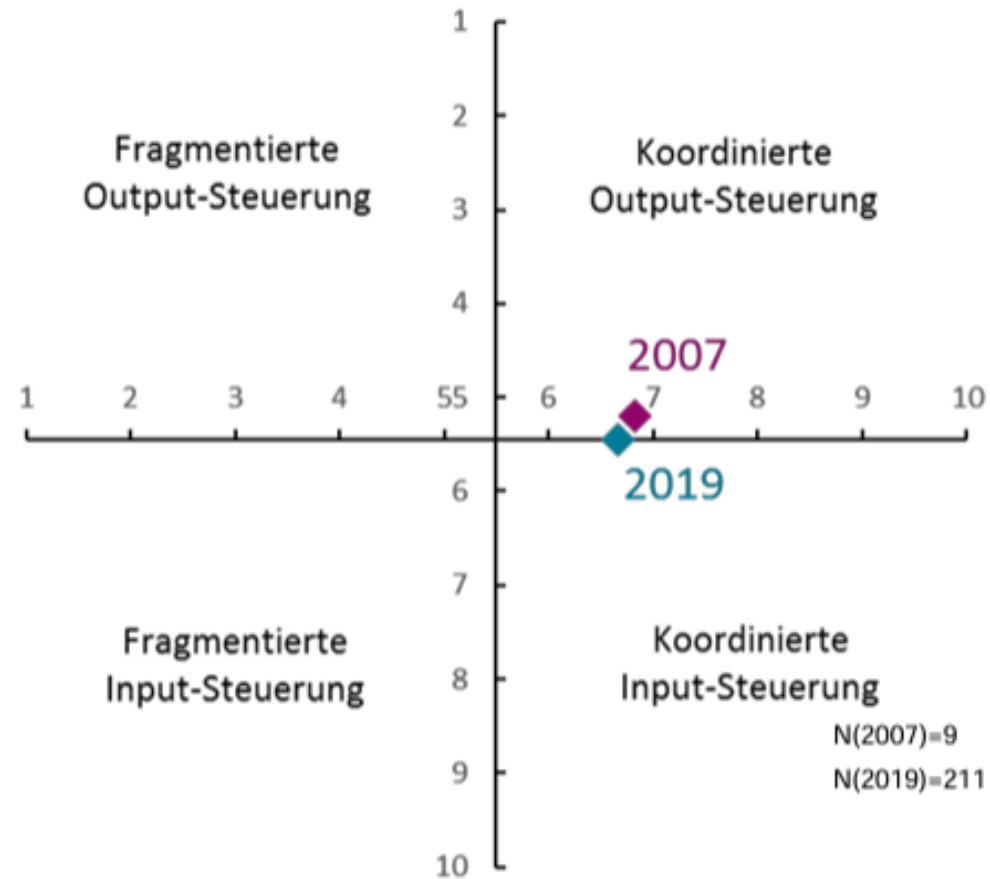 1
2
Fragmentierte
Output-Steuerung
Koordinierte
Output-Steuerung
3
4
2007
1 2 3 4 55 6 7 8 9 10
2019
6
7
Fragmentierte
Input-Steuerung
Koordinierte
Input-Steuerung
8
N(2007)=9
9
N(2019)=211
10